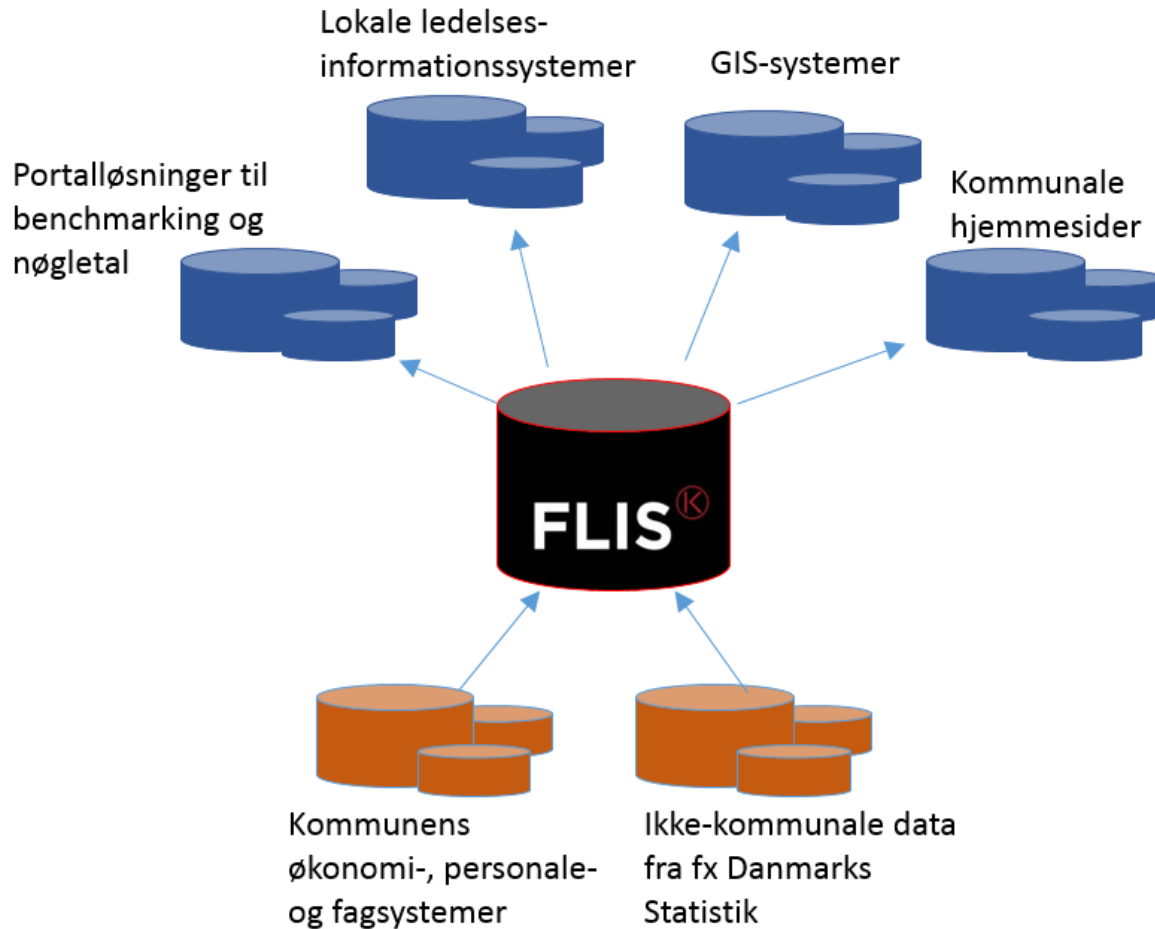 Lokale ledelses-
informationssystemer
GIS-systemer
Portalløsninger til
benchmarking og
nøgletal
Kommunale
hjemmesider
FLIS K
Kommunens
økonomi-, personale-
og fagsystemer
Ikke-kommunale data
fra fx Danmarks
Statistik